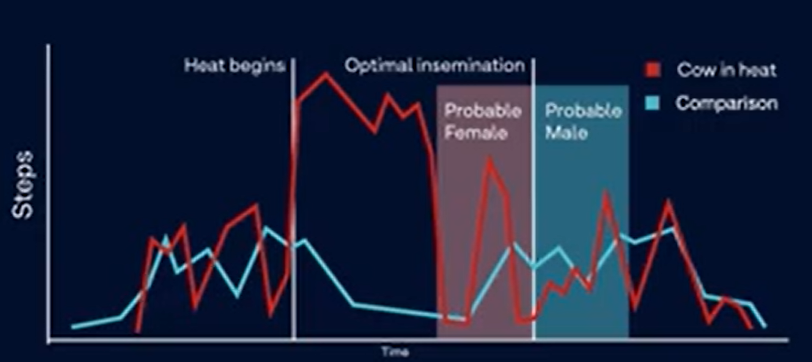 Heat begins
Optimal insemination
Cow in heat
Comparison
Probable
Female
Probable
Male
Steps
Time